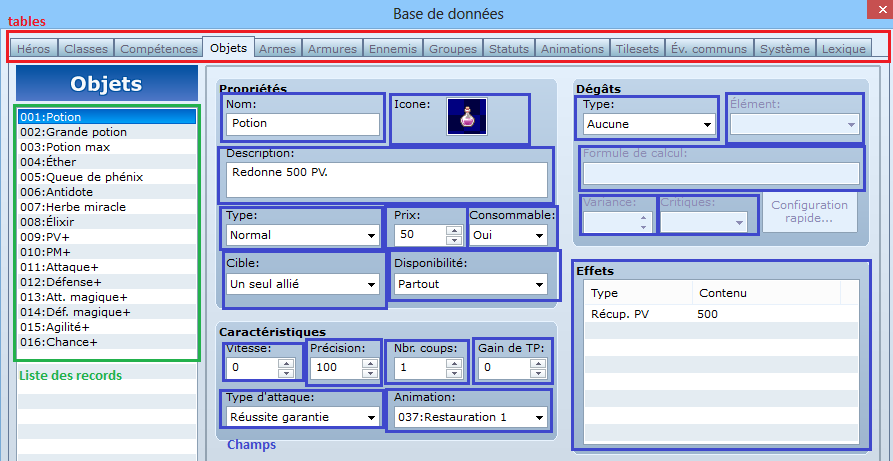 Base de données
tables
Héros Classes Compétences Objets Armes Armures Ennemis Groupes Statuts Animations Tilesets Év. communs Système Lexique
Objets
001:Potion
002:Grande potion
003:Potion max
004:Éther
005:Queue de phénix
006:Antidote
007:Herbe miracle
008:Élixir
009:PV+
010:PM+
011:Attaque+
012:Défense+
013:Att. magique+
014:Déf. magique+
015:Agilité+
016:Chance+
Liste des records
Propriétés
Nom:
Potion
Icone:
Description:
Redonne 500 PV.
Type: Prix: Consommable:
Normal 50 Oui
Cible: Disponibilité:
Un seul allié Partout
Caractéristiques
Vitesse: Précision: Nbr. coups: Gain de TP:
0 100 1 0
Type d'attaque: Animation:
Réussite garantie 037:Restauration 1
Champs
Dégâts
Type: Élément:
Aucune
Formule de calcul:
Variance: Critiques:
Configuration
rapide...
Effets
Type Contenu
Récup. PV 500